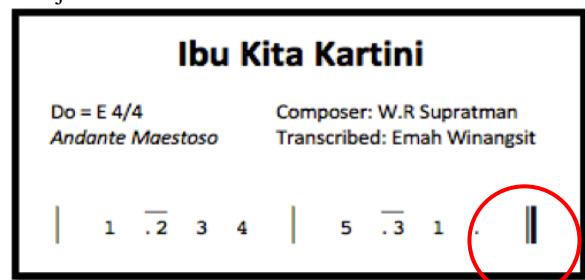 Ibu Kita Kartini
Do = E 4/4 Composer: W.R Supratman
Andante Maestoso Transcribed: Emah Winangsit
| 1 .2 3 4 | 5 .3 1 . ||